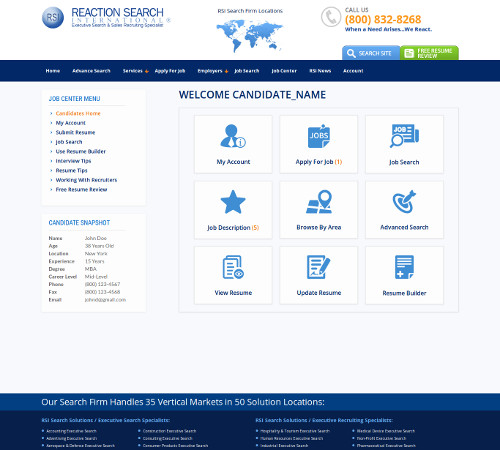 RSI
REACTION SEARCH
INTERNATIONAL®
Executive Search & Sales Recruiting Specialist
RSI Search Firm Locations
CALL US
(800) 832-8268
When a Need Arises...We React.
SEARCH SITE
FREE RESUME
REVIEW
Home
Advance Search
Services
Apply For Job
Employers
Job Search
Job Center
RSI News
Account
JOB CENTER MENU
Candidates Home
My Account
Submit Resume
Job Search
Use Resume Builder
Interview Tips
Resume Tips
Working With Recruiters
Free Resume Review
CANDIDATE SNAPSHOT
Name John Doe
Age 38 Years Old
Location New York
Experience 15 Years
Degree MBA
Career Level Mid-Level
Phone (800) 123-4567
Fax (800) 123-4568
Email johnd@gmail.com
WELCOME CANDIDATE_NAME
My Account
JOBS
Apply For Job (1)
JOB
Job Search
Job Description (5)
Browse By Area
Advanced Search
View Resume
Update Resume
Resume Builder
Our Search Firm Handles 35 Vertical Markets in 50 Solution Locations:
RSI Search Solutions / Executive Search Specialists:
Accounting Executive Search
Advertising Executive Search
Aerospace & Defense Executive Search
Construction Executive Search
Consulting Executive Search
Consumer Products Executive Search
RSI Search Solutions / Executive Recruiting Specialists:
Hospitality & Tourism Executive Search
Human Resources Executive Search
Industrial Executive Search
Medical Device Executive Search
Non-Profit Executive Search
Pharmaceutical Executive Search